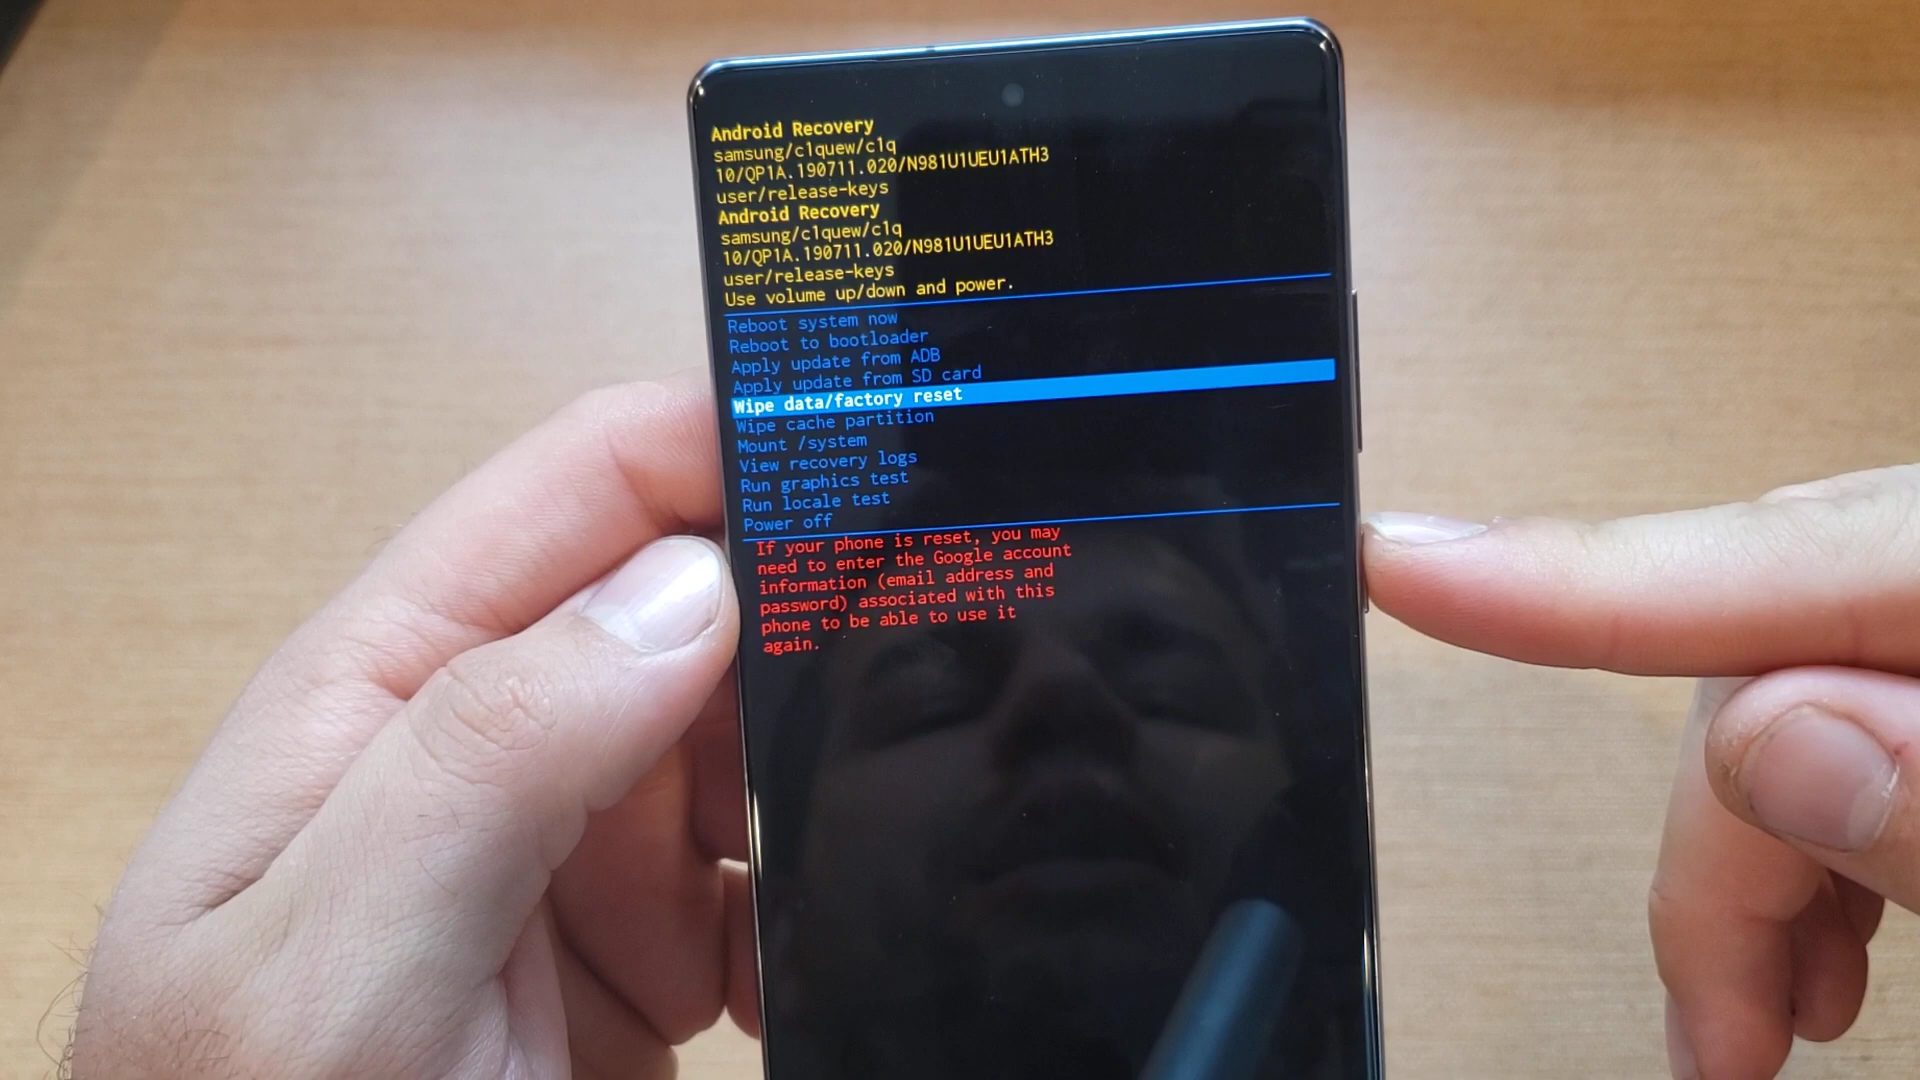 Android Recovery
samsung/c1quew/c1q
10/QP1A.190711.020/N981U1UEU1ATH3
user/release-keys
Android Recovery
samsung/c1quew/c1q
10/QP1A.190711.020/N981U1UEU1ATH3
user/release-keys
Use volume up/down and power.
Reboot system now
Reboot to bootloader
Apply update from ADB
Apply update from SD card
Wipe data/factory reset
Wipe cache partition
Mount /system
View recovery logs
Run graphics test
Run locale test
Power off
If your phone is reset, you may
need to enter the Google account
information (email address and
password) associated with this
phone to be able to use it
again.